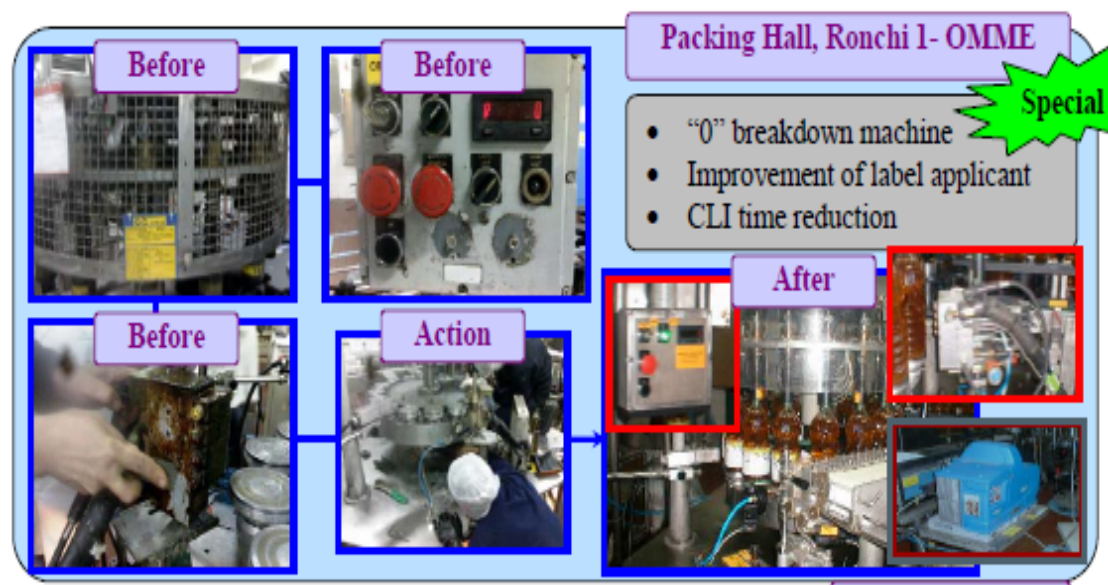 Before
Before
Packing Hall, Ronchi 1- OMME
Special
• “0” breakdown machine
• Improvement of label applicant
• CLI time reduction
Before
Action
After